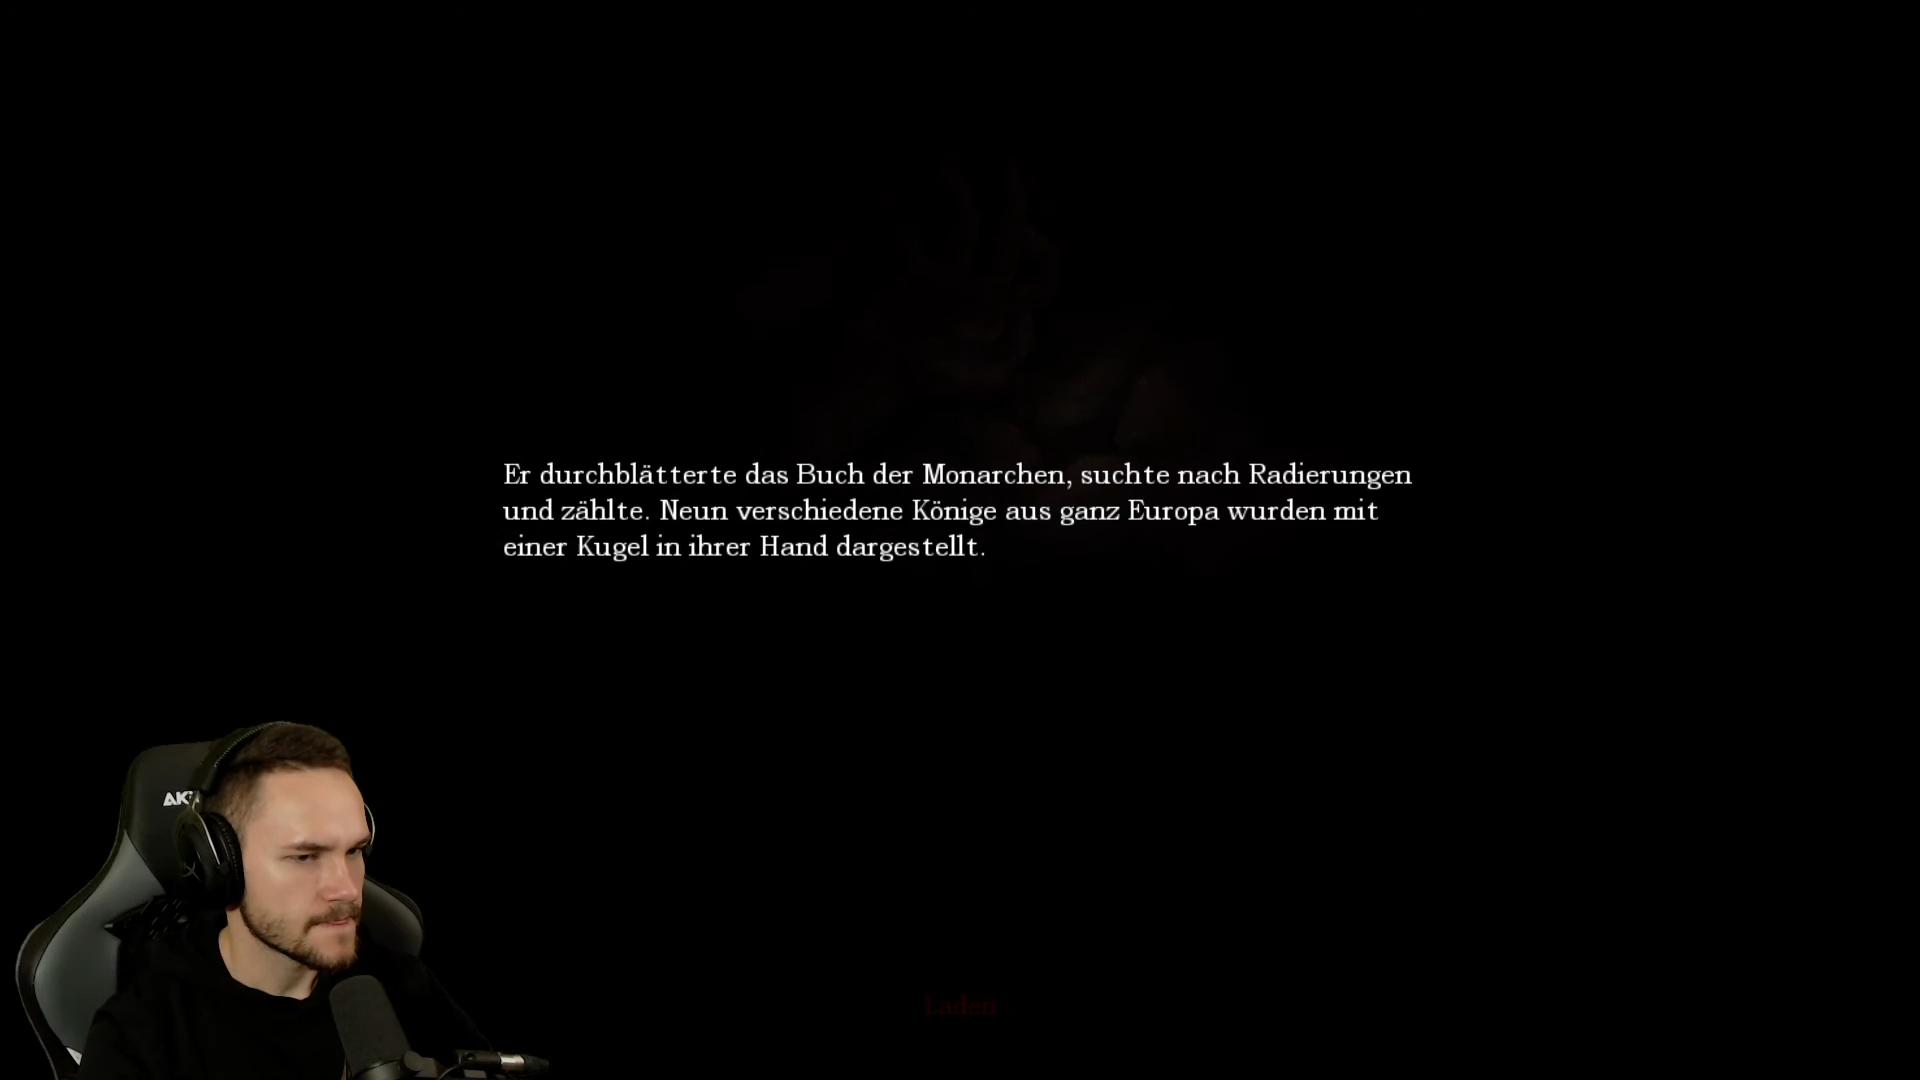 Er durchblätterte das Buch der Monarchen, suchte nach Radierungen
und zählte. Neun verschiedene Könige aus ganz Europa wurden mit
einer Kugel in ihrer Hand dargestellt.
Laden